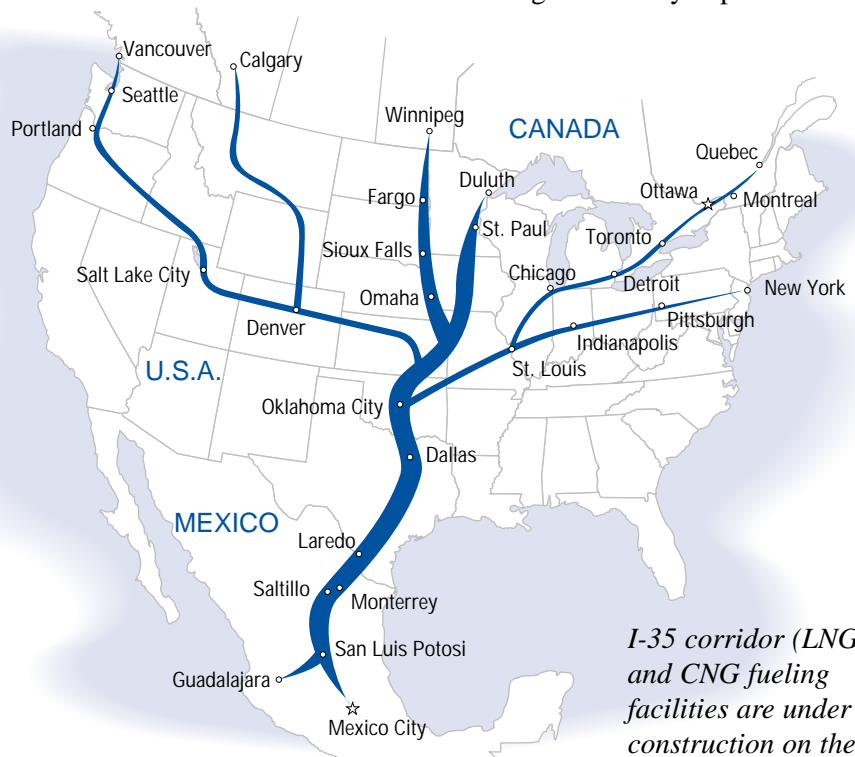 Vancouver
Calgary
Seattle
Portland
Winnipeg
CANADA
Quebec
Duluth
Ottawa
Montreal
Fargo
St. Paul
Toronto
Sioux Falls
Salt Lake City
Chicago
Detroit
New York
Omaha
Denver
Pittsburgh
Indianapolis
U.S.A.
St. Louis
Oklahoma City
Dallas
MEXICO
Laredo
Saltillo
Monterrey
San Luis Potosi
Guadalajara
Mexico City
I-35 corridor (LNG
and CNG fueling
facilities are under
construction on the